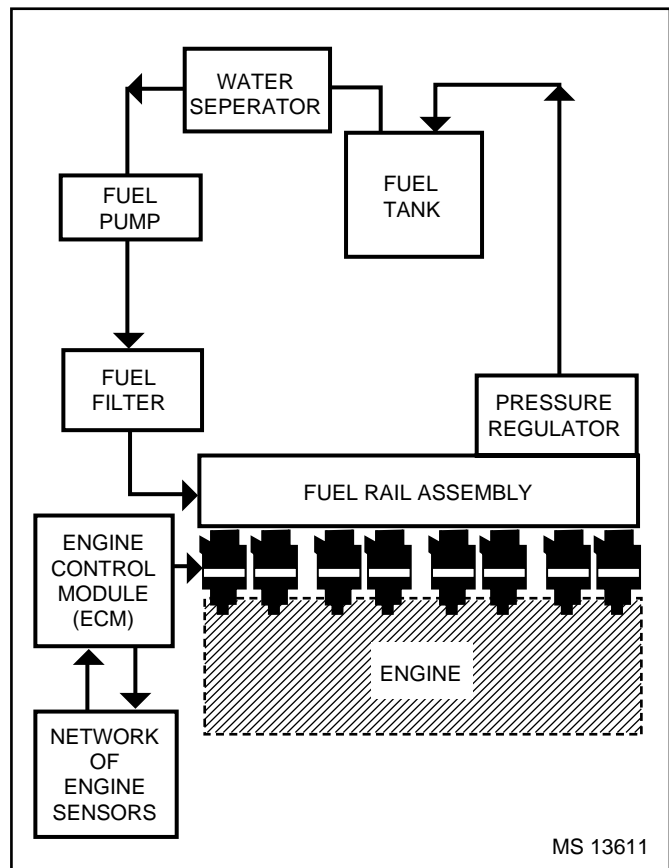 WATER
SEPERATOR
FUEL
TANK
FUEL
PUMP
FUEL
FILTER
PRESSURE
REGULATOR
FUEL RAIL ASSEMBLY
ENGINE
CONTROL
MODULE
(ECM)
ENGINE
NETWORK
OF
ENGINE
SENSORS
MS 13611